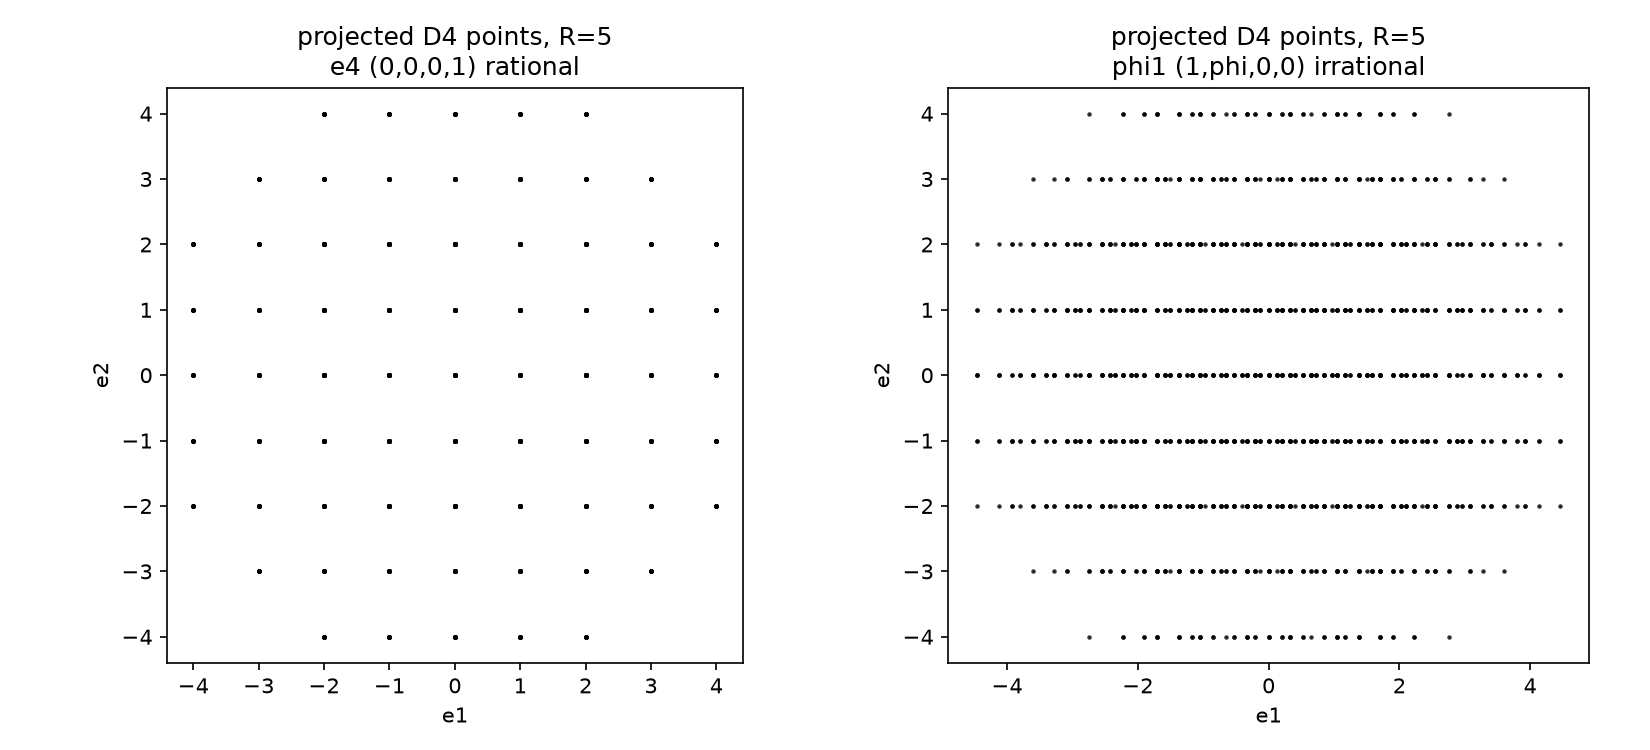 projected D4 points, R=5
e4 (0,0,0,1) rational
4
3
2
1
0
−1
−2
−3
−4
e2
−4 −3 −2 −1 0 1 2 3 4
e1
projected D4 points, R=5
phi1 (1,phi,0,0) irrational
4
3
2
1
0
−1
−2
−3
−4
e2
−4 −2 0 2 4
e1